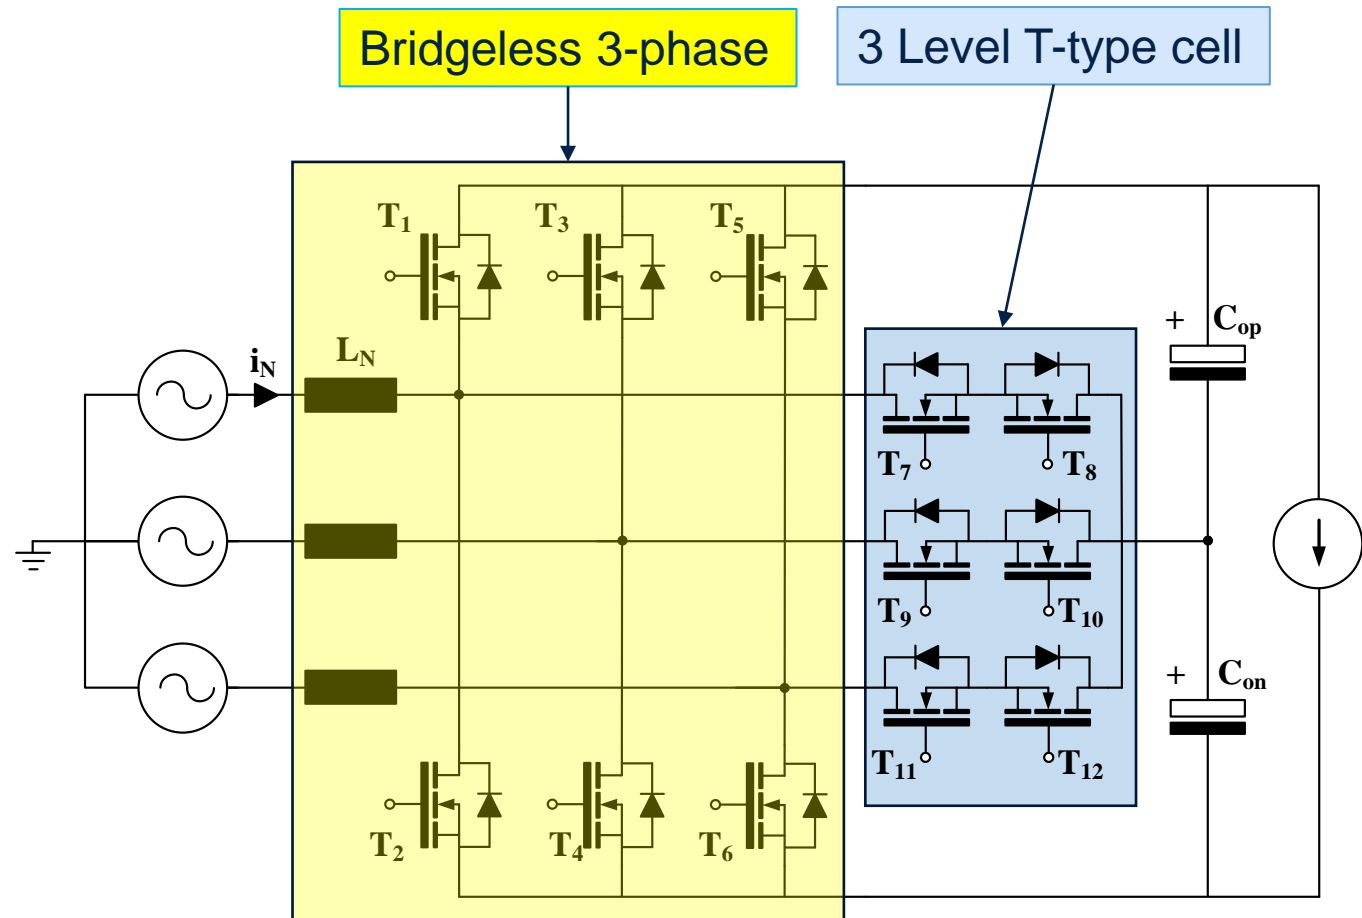 Bridgeless 3-phase
3 Level T-type cell
T1
T3
T5
+ Cop
iN
LN
T7
T8
T9
T10
+ Con
T11
T12
T2
T4
T6